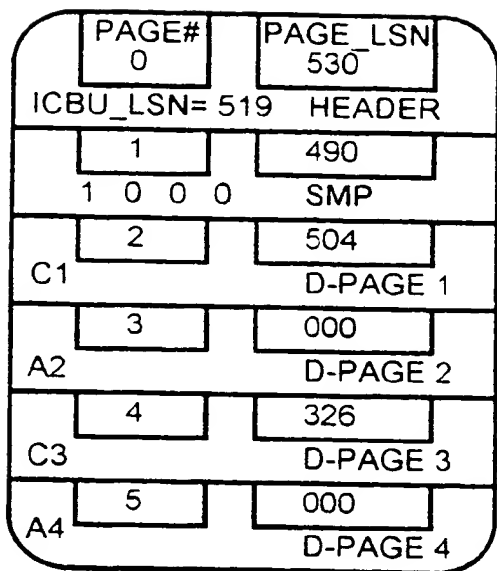 PAGE# PAGE_LSN
0 530
ICBU_LSN= 519 HEADER
1 490
1 0 0 0 SMP
2 504
C1 D-PAGE 1
3 000
A2 D-PAGE 2
4 326
C3 D-PAGE 3
5 000
A4 D-PAGE 4